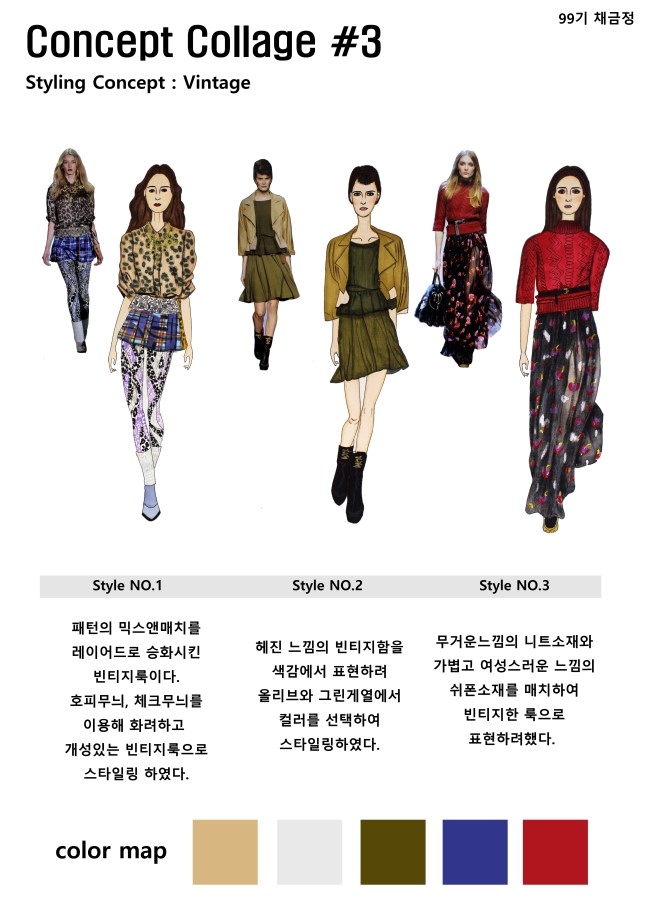 99기 채금정
Concept Collage #3
Styling Concept : Vintage
Style NO.1
Style NO.2
Style NO.3
패턴의 믹스앤매치를
레이어드로 승화시킨
빈티지룩이다.
호피무늬, 체크무늬를
이용해 화려하고
개성있는 빈티지룩으로
스타일링 하였다.
헤진 느낌의 빈티지함을
색감에서 표현하려
올리브와 그린게열에서
컬러를 선택하여
스타일링하였다.
무거운느낌의 니트소재와
가볍고 여성스러운 느낌의
쉬폰소재를 매치하여
빈티지한 룩으로
표현하려했다.
color map